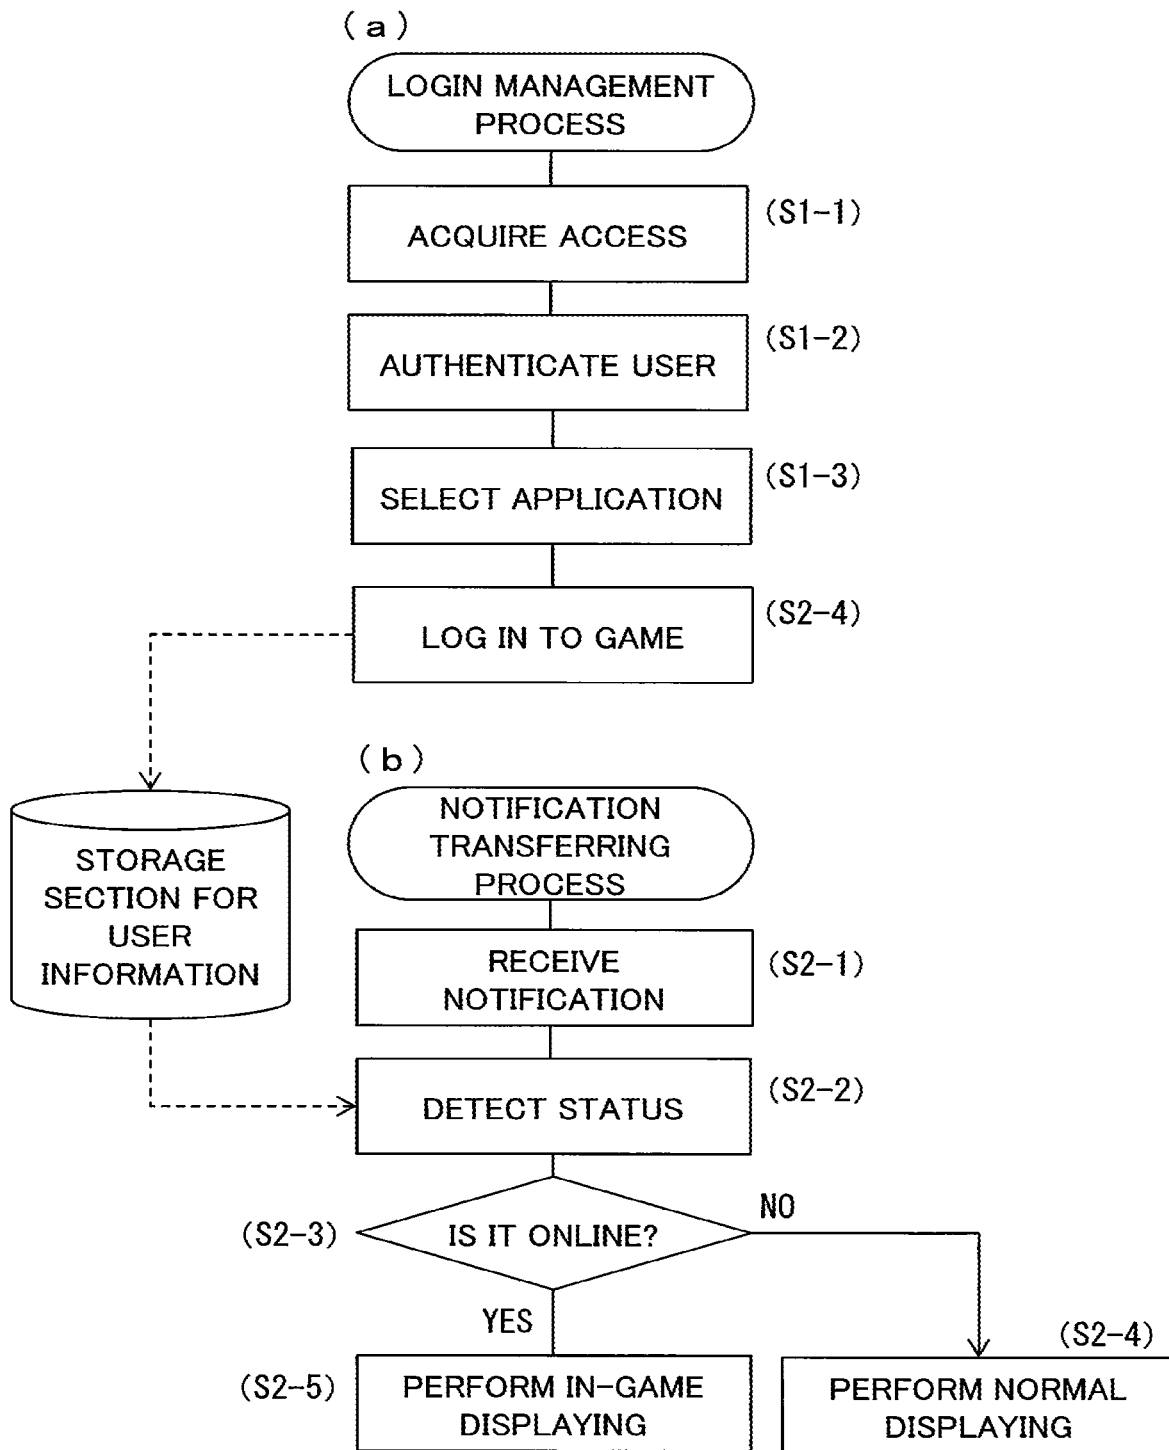 (a)
LOGIN MANAGEMENT
PROCESS
ACQUIRE ACCESS
(S1-1)
AUTHENTICATE USER
(S1-2)
SELECT APPLICATION
(S1-3)
LOG IN TO GAME
(S2-4)
(b)
NOTIFICATION
TRANSFERRING
PROCESS
STORAGE
SECTION FOR
USER
INFORMATION
RECEIVE
NOTIFICATION
(S2-1)
DETECT STATUS
(S2-2)
(S2-3)
IS IT ONLINE?
NO
YES
(S2-5)
PERFORM IN-GAME
DISPLAYING
(S2-4)
PERFORM NORMAL
DISPLAYING